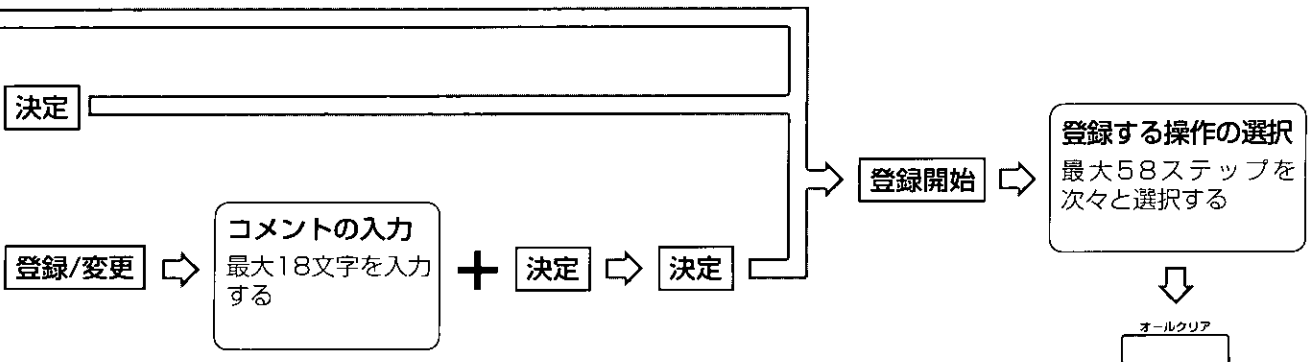 決定
登録/変更
コメントの入力
最大18文字を入力
する
決定
決定
登録開始
登録する操作の選択
最大58ステップを
次々と選択する
オールクリア